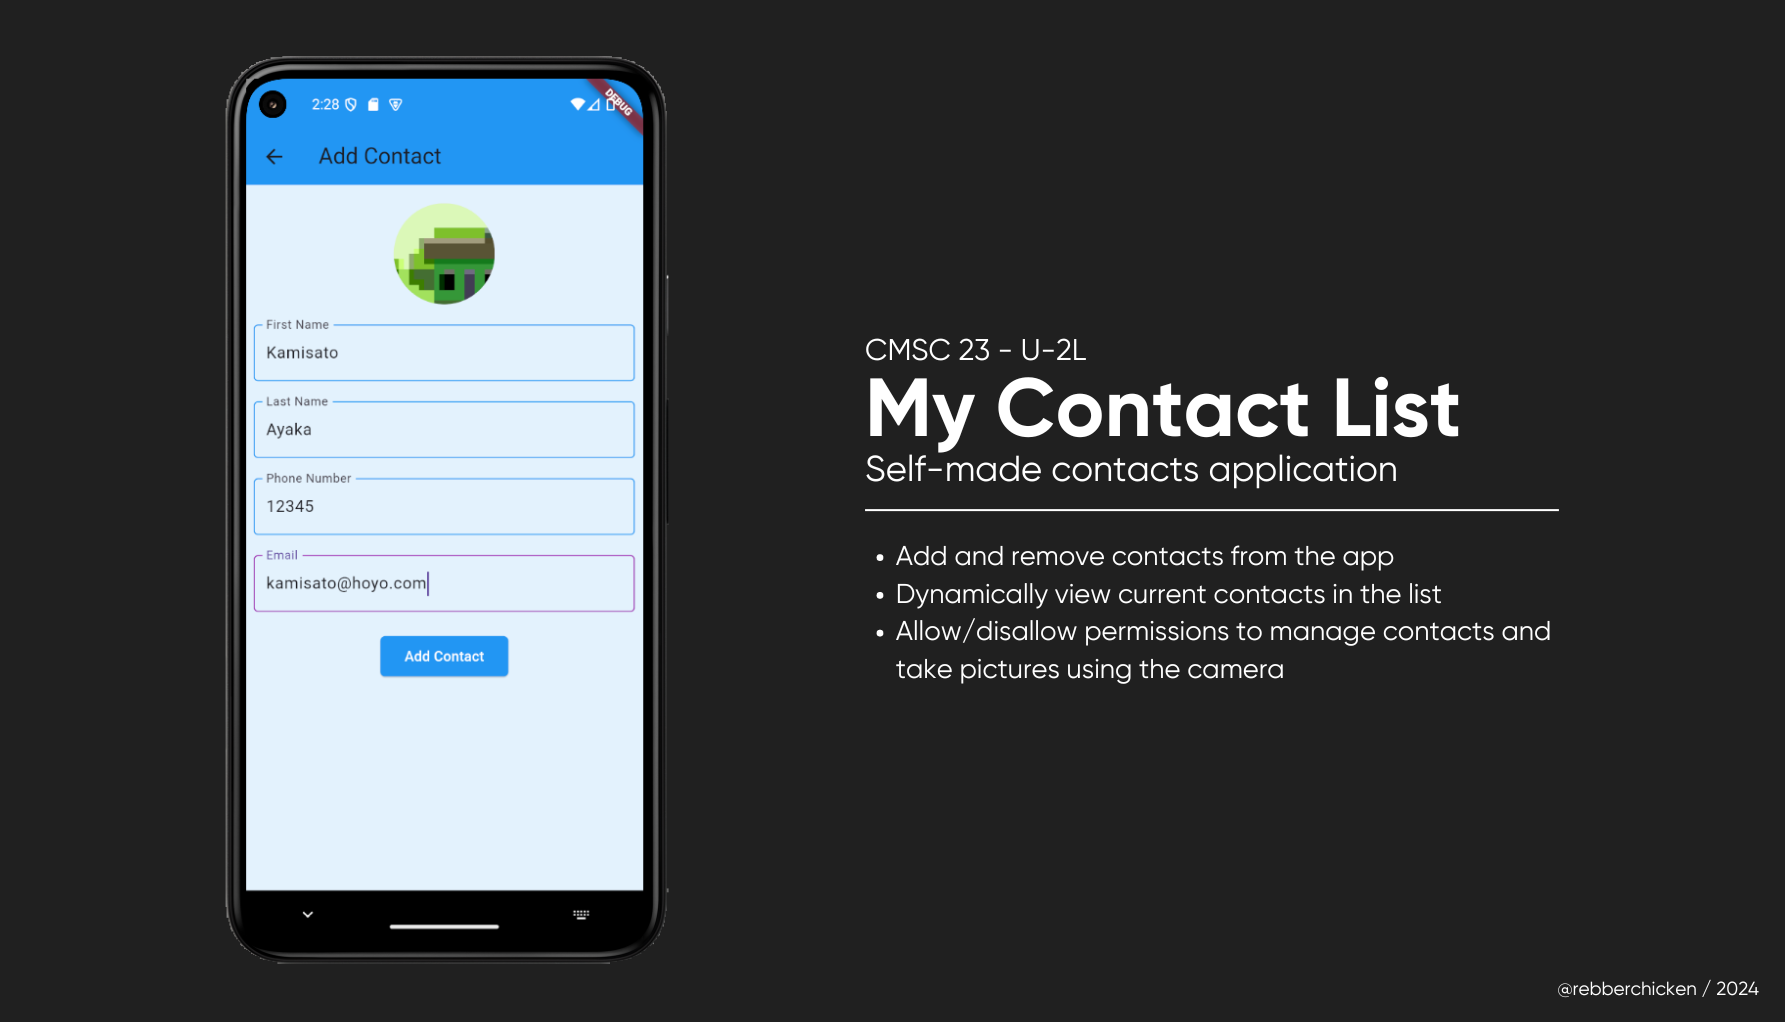 2:28
DEBUG
Add Contact
First Name
Kamisato
Last Name
Ayaka
Phone Number
12345
Email
kamisato@hoyo.com
Add Contact
CMSC 23 - U-2L
My Contact List
Self-made contacts application
• Add and remove contacts from the app
• Dynamically view current contacts in the list
• Allow/disallow permissions to manage contacts and
take pictures using the camera
@rebberchicken / 2024